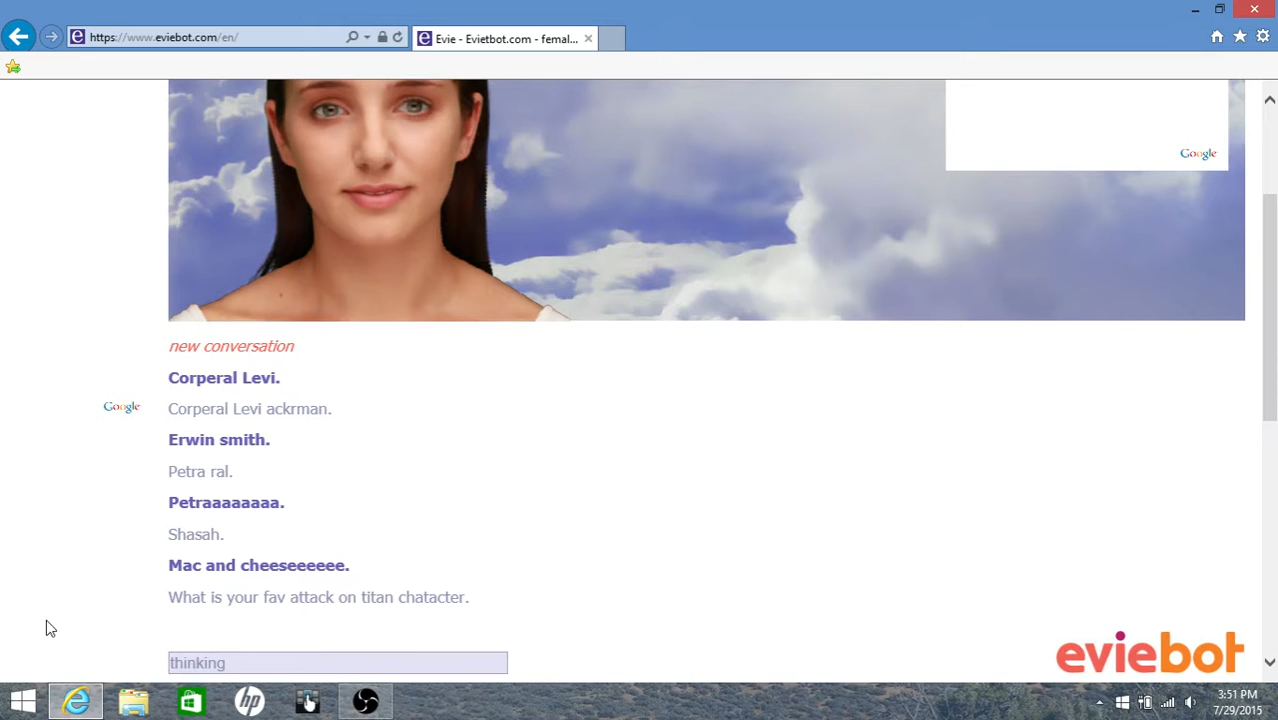 https://www.eviebot.com/en/
Evie - Evietbot.com - femal...
Google
new conversation
Corperal Levi.
Google
Corperal Levi ackrman.
Erwin smith.
Petra ral.
Petraaaaaaaa.
Shasah.
Mac and cheeseeeeee.
What is your fav attack on titan chatacter.
thinking
eviebot
hp
3:51 PM
7/29/2015